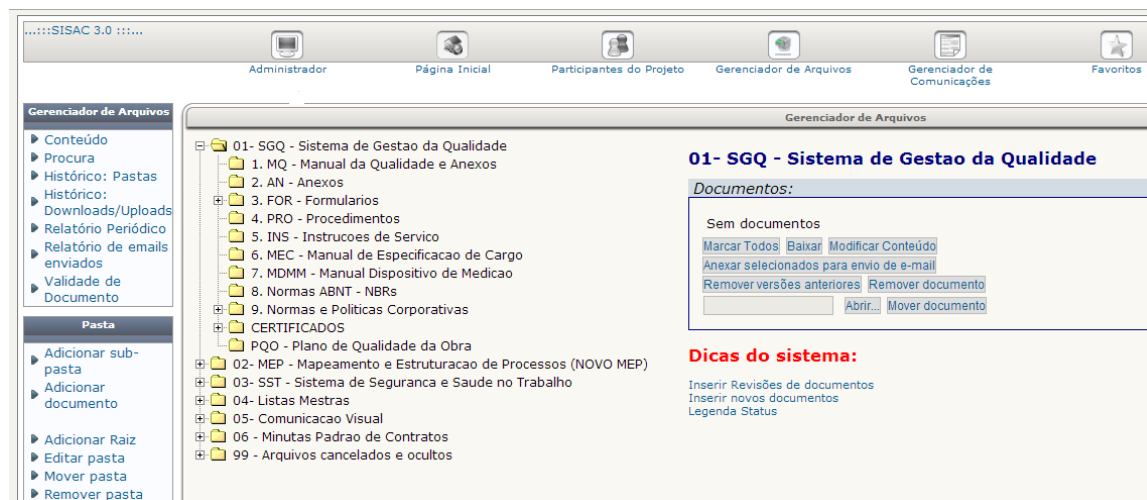 ...:::SISAC 3.0 :::...
Administrador
Página Inicial
Participantes do Projeto
Gerenciador de Arquivos
Gerenciador de
Comunicações
Favoritos
Gerenciador de Arquivos
Conteúdo
Procura
Histórico: Pastas
Histórico:
Downloads/Uploads
Relatório Periódico
Relatório de emails
enviados
Validade de
Documento
Pasta
Adicionar sub-
pasta
Adicionar
documento
Adicionar Raiz
Editar pasta
Mover pasta
Remover pasta
Gerenciador de Arquivos
01- SGQ - Sistema de Gestao da Qualidade
1. MQ - Manual da Qualidade e Anexos
2. AN - Anexos
3. FOR - Formularios
4. PRO - Procedimentos
5. INS - Instrucoes de Servico
6. MEC - Manual de Especificacao de Cargo
7. MDMM - Manual Dispositivo de Medicao
8. Normas ABNT - NBRs
9. Normas e Politicas Corporativas
CERTIFICADOS
PQO - Plano de Qualidade da Obra
02- MEP - Mapeamento e Estruturacao de Processos (NOVO MEP)
03- SST - Sistema de Seguranca e Saude no Trabalho
04- Listas Mestras
05- Comunicacao Visual
06 - Minutas Padrao de Contratos
99 - Arquivos cancelados e ocultos
01- SGQ - Sistema de Gestao da Qualidade
Documentos:
Sem documentos
Marcar Todos Baixar Modificar Conteúdo
Anexar selecionados para envio de e-mail
Remover versões anteriores Remover documento
Abrir... Mover documento
Dicas do sistema:
Inserir Revisões de documentos
Inserir novos documentos
Legenda Status